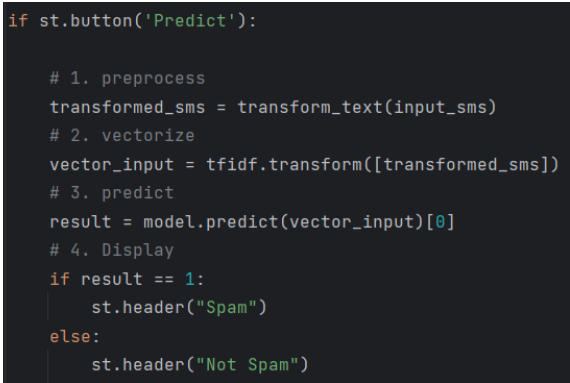 if st.button('Predict'):
    # 1. preprocess
    transformed_sms = transform_text(input_sms)
    # 2. vectorize
    vector_input = tfidf.transform([transformed_sms])
    # 3. predict
    result = model.predict(vector_input)[0]
    # 4. Display
    if result == 1:
        st.header("Spam")
    else:
        st.header("Not Spam")